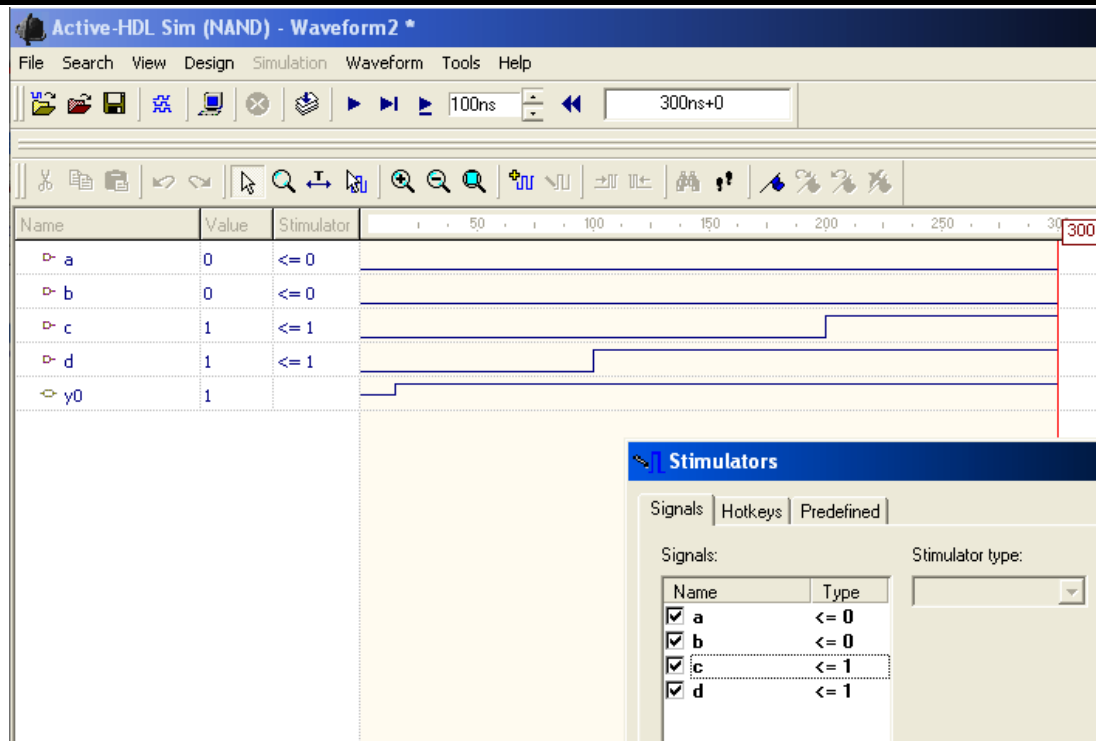 Active-HDL Sim (NAND) - Waveform2 *
File Search View Design Simulation Waveform Tools Help
100ns 300ns+0
Name Value Stimulator 50 100 150 200 250 300
a 0 <= 0
b 0 <= 0
c 1 <= 1
d 1 <= 1
y0 1
Stimulators
Signals Hotkeys Predefined
Signals: Stimulator type:
Name Type
a <= 0
b <= 0
c <= 1
d <= 1